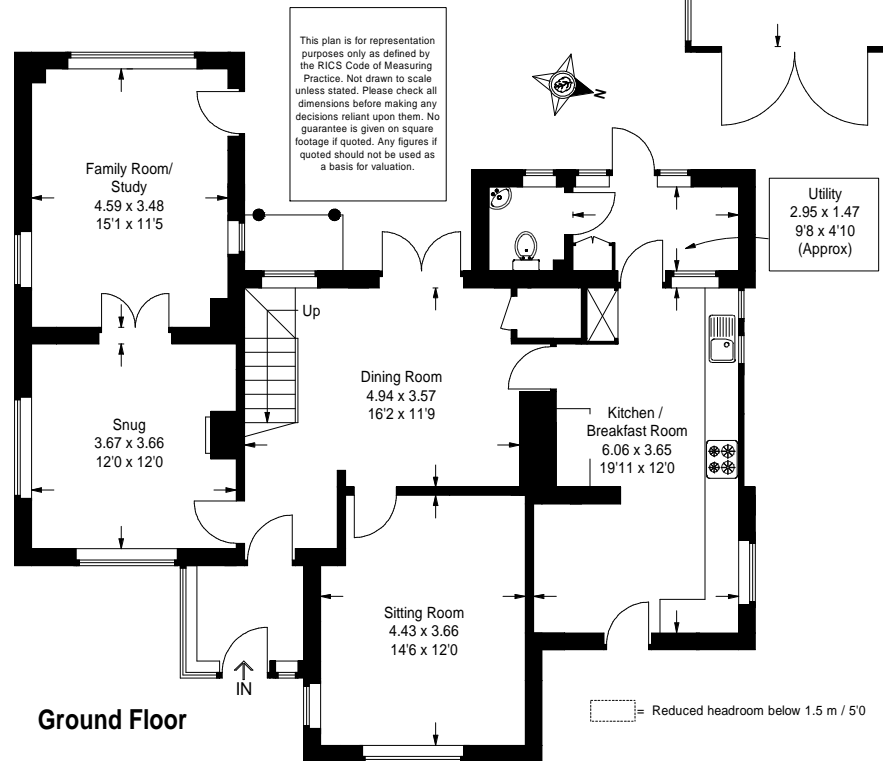 This plan is for representation
purposes only as defined by
the RICS Code of Measuring
Practice. Not drawn to scale
unless stated. Please check all
dimensions before making any
decisions reliant upon them. No
guarantee is given on square
footage if quoted. Any figures if
quoted should not be used as
a basis for valuation.
N
Family Room/
Study
4.59 x 3.48
15'1 x 11'5
Utility
2.95 x 1.47
9'8 x 4'10
(Approx)
Up
Dining Room
4.94 x 3.57
16'2 x 11'9
Snug
3.67 x 3.66
12'0 x 12'0
Kitchen /
Breakfast Room
6.06 x 3.65
19'11 x 12'0
Sitting Room
4.43 x 3.66
14'6 x 12'0
IN
Ground Floor
= Reduced headroom below 1.5 m / 5'0